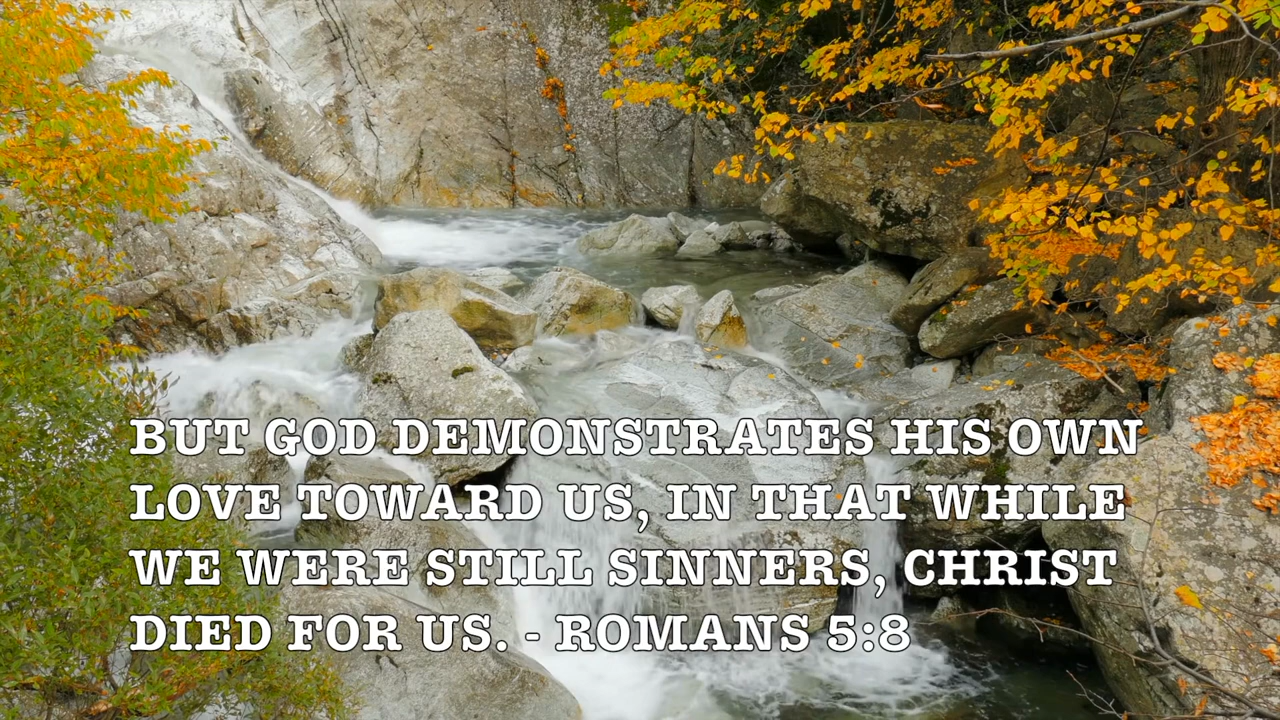 BUT GOD DEMONSTRATES HIS OWN
LOVE TOWARD US, IN THAT WHILE
WE WERE STILL SINNERS, CHRIST
DIED FOR US. - ROMANS 5:8